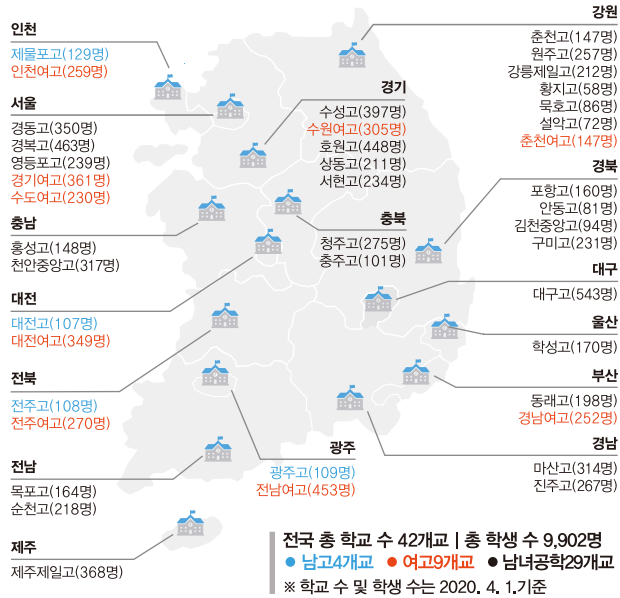 인천
제물포고(129명)
인천여고(259명)
서울
경동고(350명)
경복고(463명)
영등포고(239명)
경기여고(361명)
수도여고(230명)
충남
홍성고(148명)
천안중앙고(317명)
대전
대전고(107명)
대전여고(349명)
전북
전주고(108명)
전주여고(270명)
전남
목포고(164명)
순천고(218명)
제주
제주제일고(368명)
경기
수성고(397명)
수원여고(305명)
호원고(448명)
상동고(211명)
서현고(234명)
충북
청주고(275명)
충주고(101명)
광주
광주고(109명)
전남여고(453명)
강원
춘천고(147명)
원주고(257명)
강릉제일고(212명)
황지고(58명)
묵호고(86명)
설악고(72명)
춘천여고(147명)
경북
포항고(160명)
안동고(81명)
김천중앙고(94명)
구미고(231명)
대구
대구고(543명)
울산
학성고(170명)
부산
동래고(198명)
경남여고(252명)
경남
마산고(314명)
진주고(267명)
전국 총 학교 수 42개교 | 총 학생 수 9,902명
● 남고4개교 ● 여고9개교 ● 남녀공학29개교
※ 학교 수 및 학생 수는 2020. 4. 1.기준